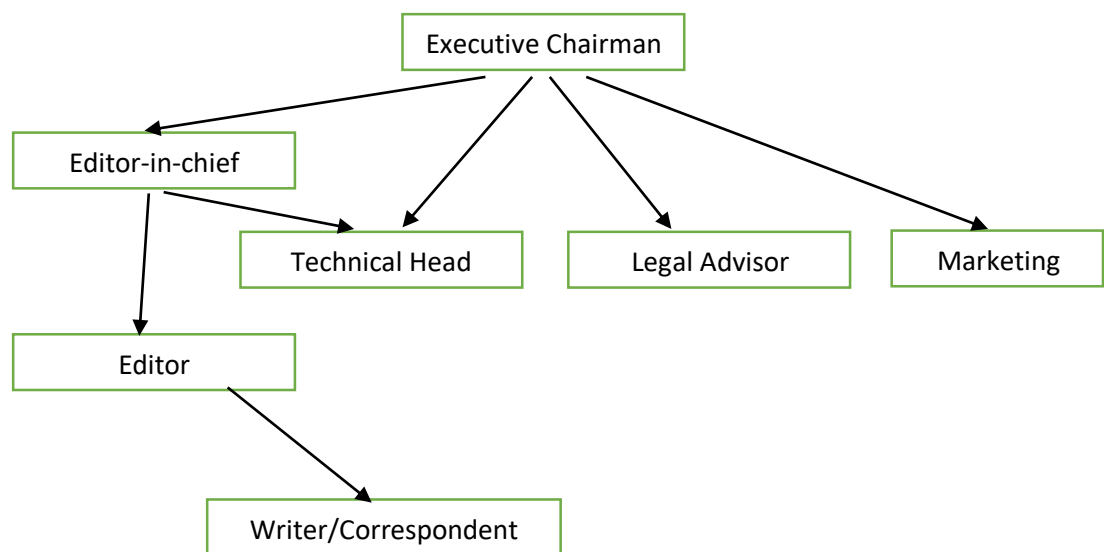 Executive Chairman
Editor-in-chief
Technical Head
Legal Advisor
Marketing
Editor
Writer/Correspondent